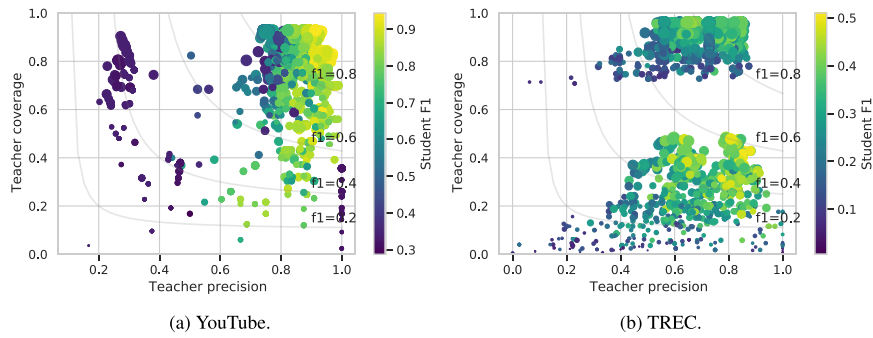 1.0
0.8
0.6
0.4
0.2
0.0
Teacher coverage
f1=0.8
f1=0.6
f1=0.4
f1=0.2
0.2 0.4 0.6 0.8 1.0
Teacher precision
0.9
0.8
0.7
0.6
0.5
0.4
0.3
Student F1
(a) YouTube.
1.0
0.8
0.6
0.4
0.2
0.0
Teacher coverage
f1=0.8
f1=0.6
f1=0.4
f1=0.2
0.0 0.2 0.4 0.6 0.8 1.0
Teacher precision
0.5
0.4
0.3
0.2
0.1
Student F1
(b) TREC.